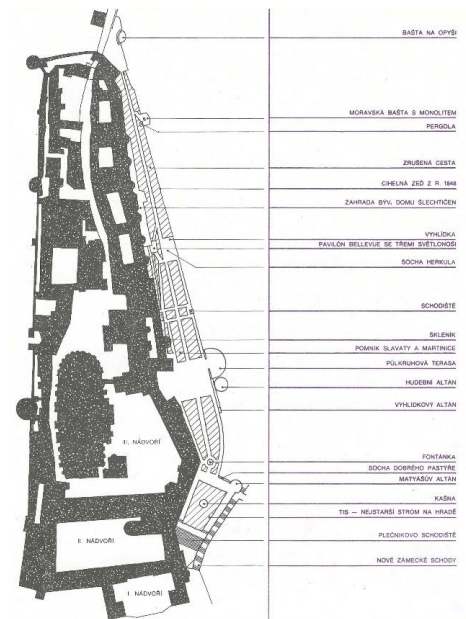 BAŠTA NA OPYŠI
MORAVSKÁ BAŠTA S MONOLITEM
PERGOLA
ZRUŠENÁ CESTA
CIHELNÁ ZEĎ Z R. 1848
ZAHRADA BÝV. DOMU ŠLECHTIČEN
VYHLÍDKA
PAVILÓN BELLEVUE SE TŘEMI SVĚTLONOŠI
SOCHA HERKULA
SCHODIŠTĚ
SKLENÍK
POMNÍK SLAVATY A MARTINICE
PŮLKRUHOVÁ TERASA
HUDEBNÍ ALTÁN
VYHLÍDKOVÝ ALTÁN
FONTÁNKA
SOCHA DOBRÉHO PASTÝŘE
MATYÁŠŮV ALTÁN
KAŠNA
TIS – NEJSTARŠÍ STROM NA HRADĚ
PLEČNIKOVO SCHODIŠTĚ
NOVÉ ZÁMECKÉ SCHODY
III. NÁDVOŘÍ
II. NÁDVOŘÍ
I. NÁDVOŘÍ